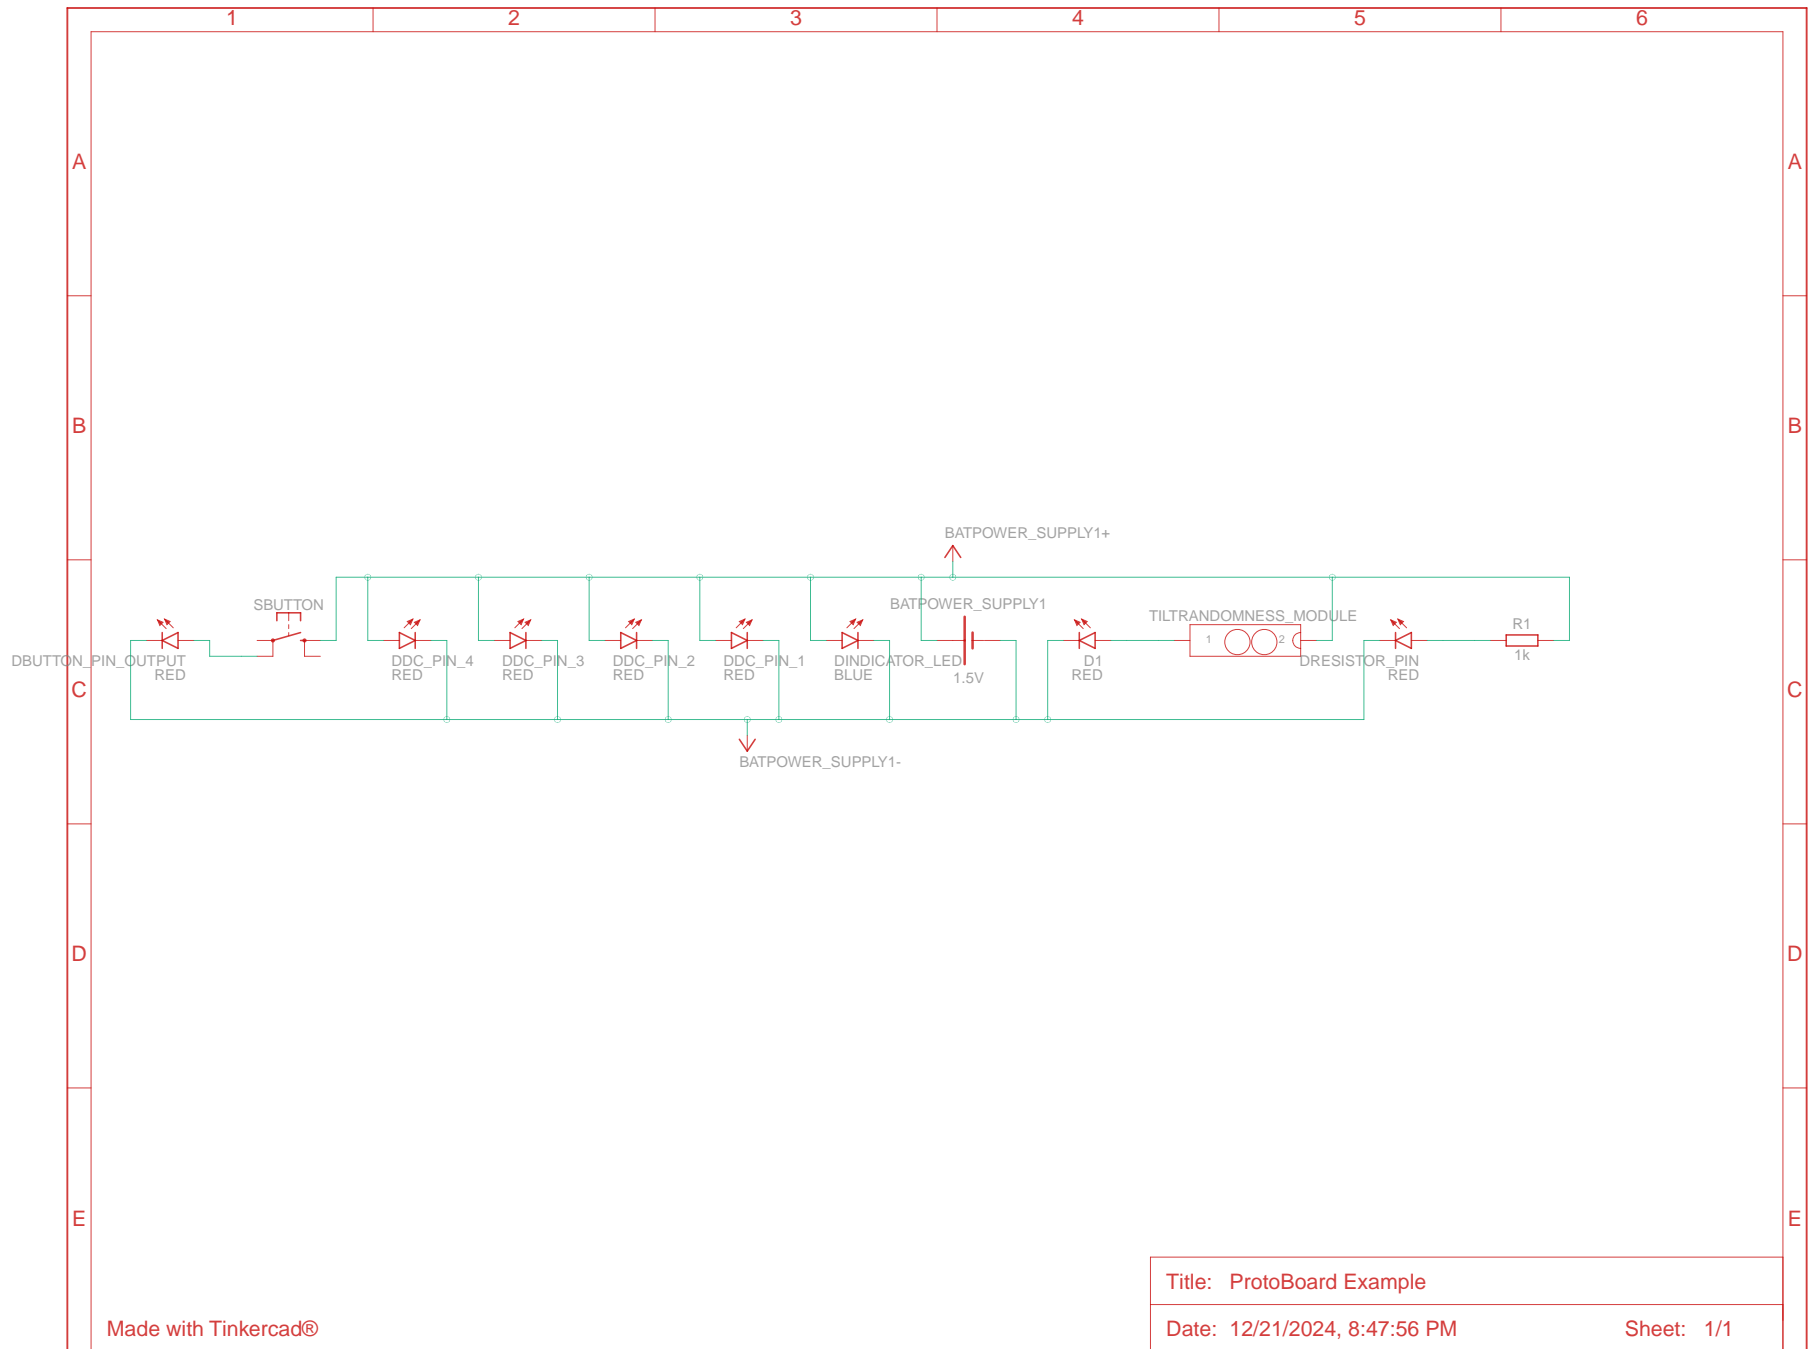 1 2 3 4 5 6
A A
B B
BATPOWER_SUPPLY1+
SBUTTON
BATPOWER_SUPPLY1
TILTRANDOMNESS_MODULE
1 2
R1
1k
DBUTTON_PIN_OUTPUT
RED
DDC_PIN_4
RED
DDC_PIN_3
RED
DDC_PIN_2
RED
DDC_PIN_1
RED
DINDICATOR_LED
BLUE
1.5V
D1
RED
DRESISTOR_PIN
RED
C C
BATPOWER_SUPPLY1-
D D
E E
Title: ProtoBoard Example
Made with Tinkercad®
Date: 12/21/2024, 8:47:56 PM Sheet: 1/1